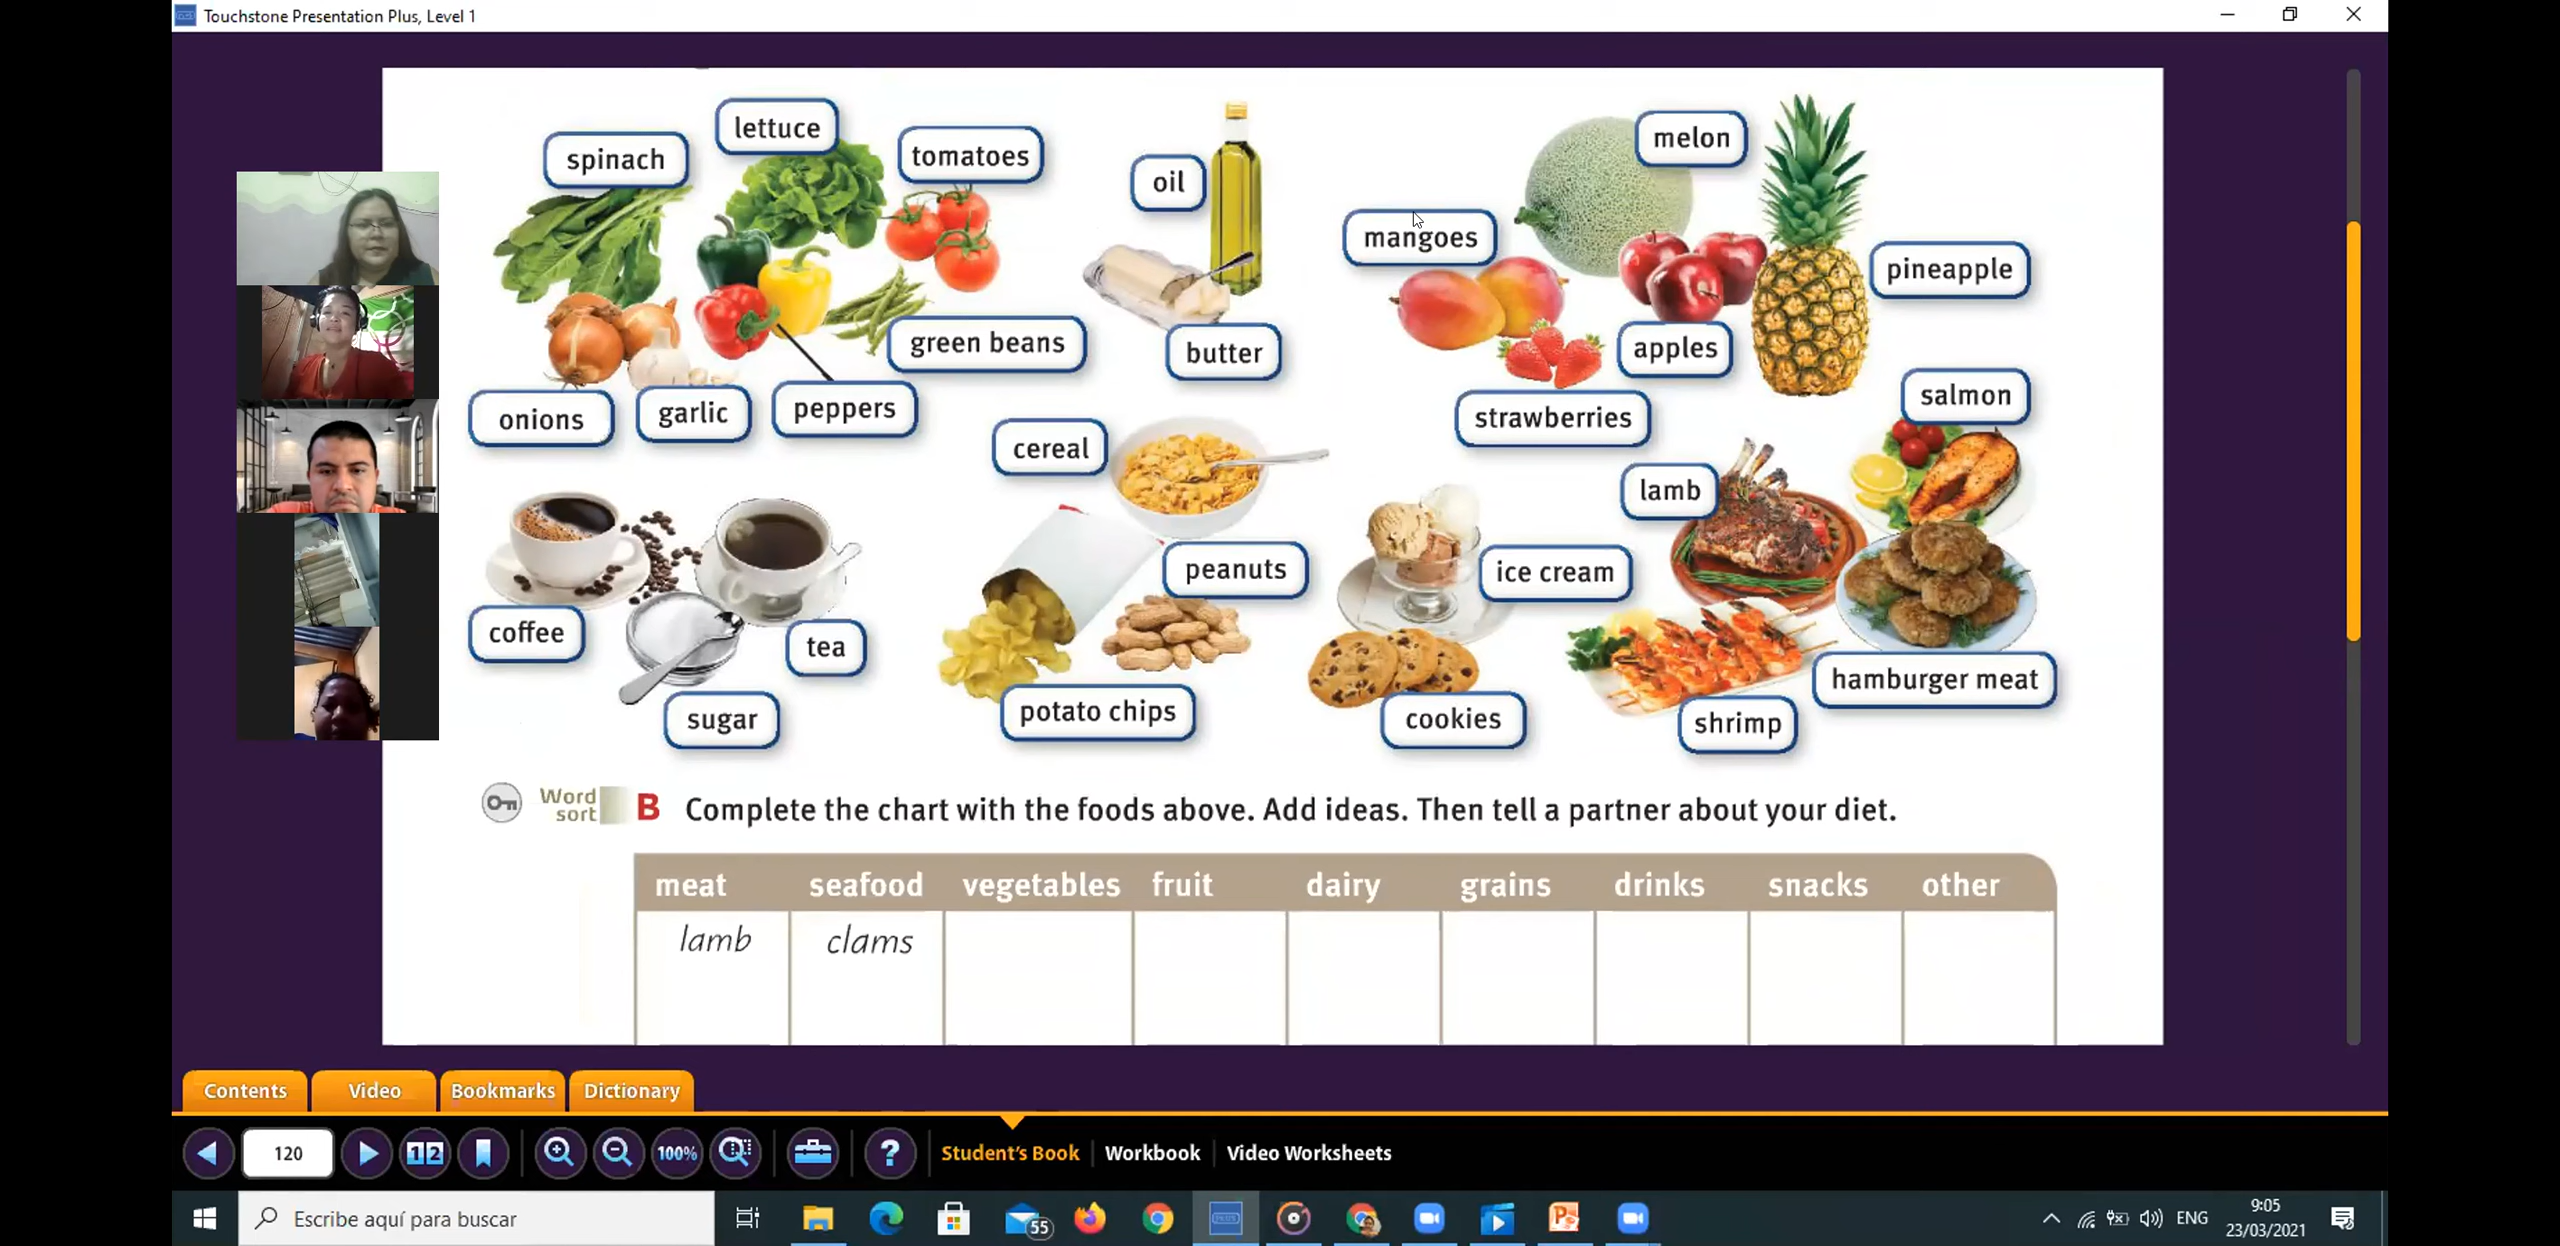 Touchstone Presentation Plus, Level 1
spinach
lettuce
tomatoes
oil
melon
mangoes
pineapple
green beans
butter
apples
salmon
onions
garlic
peppers
strawberries
cereal
lamb
peanuts
ice cream
coffee
tea
sugar
potato chips
cookies
hamburger meat
shrimp
Word sort B Complete the chart with the foods above. Add ideas. Then tell a partner about your diet.
meat seafood vegetables fruit dairy grains drinks snacks other
lamb clams
Contents Video Bookmarks Dictionary
120 12 100% ? Student's Book Workbook Video Worksheets
Escribe aquí para buscar 55 ENG 9:05
23/03/2021